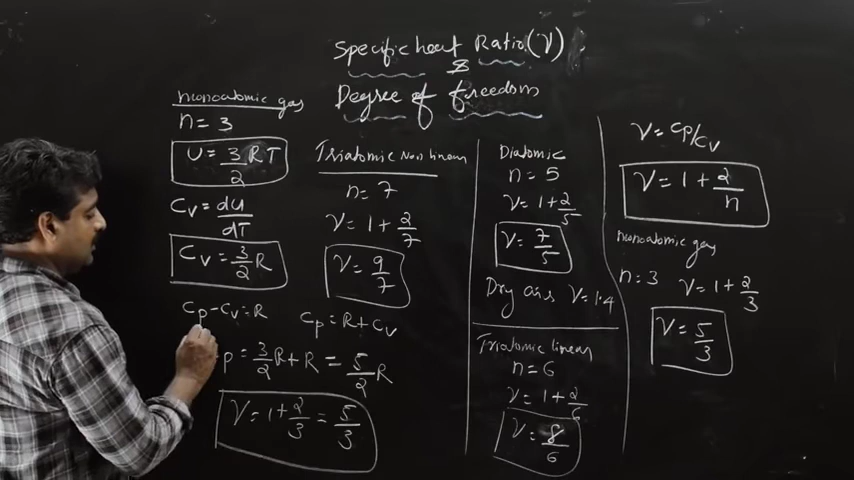 Specific heat Ratio(γ)
&
Degree of freedom
monoatomic gas
n = 3
U = 3/2 RT
Cv = du/dT
Cv = 3/2 R
Cp - Cv = R
Cp = R + Cv
p = 3/2 R + R = 5/2 R
γ = 1 + 2/3 = 5/3
Triatomic Non linear
n = 7
γ = 1 + 2/7
γ = 9/7
Diatomic
n = 5
γ = 1 + 2/5
γ = 7/5
Dry air γ = 1.4
Triatomic linear
n = 6
γ = 1 + 2/6
γ = 8/6
γ = Cp/Cv
γ = 1 + 2/n
monoatomic gas
n = 3 γ = 1 + 2/3
γ = 5/3